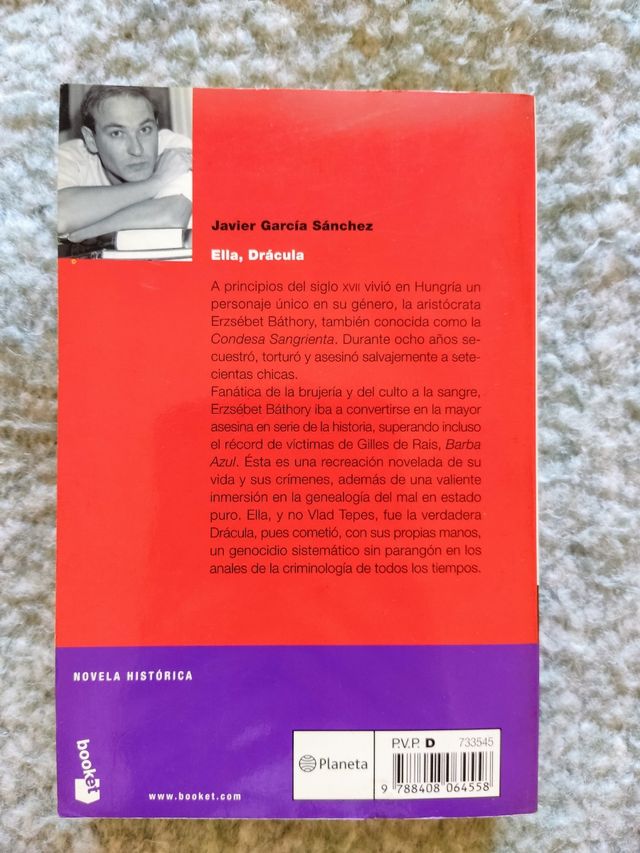 Javier García Sánchez
Ella, Drácula
A principios del siglo XVII vivió en Hungría un
personaje único en su género, la aristócrata
Erzsébet Báthory, también conocida como la
Condesa Sangrienta. Durante ocho años se-
cuestró, torturó y asesinó salvajemente a sete-
cientas chicas.
Fanática de la brujería y del culto a la sangre,
Erzsébet Báthory iba a convertirse en la mayor
asesina en serie de la historia, superando incluso
el récord de víctimas de Gilles de Rais, Barba
Azul. Ésta es una recreación novelada de su
vida y sus crímenes, además de una valiente
inmersión en la genealogía del mal en estado
puro. Ella, y no Vlad Tepes, fue la verdadera
Drácula, pues cometió, con sus propias manos,
un genocidio sistemático sin parangón en los
anales de la criminología de todos los tiempos.
NOVELA HISTÓRICA
booket
www.booket.com
Planeta
P.V.P. D 733545
9 788408 064558